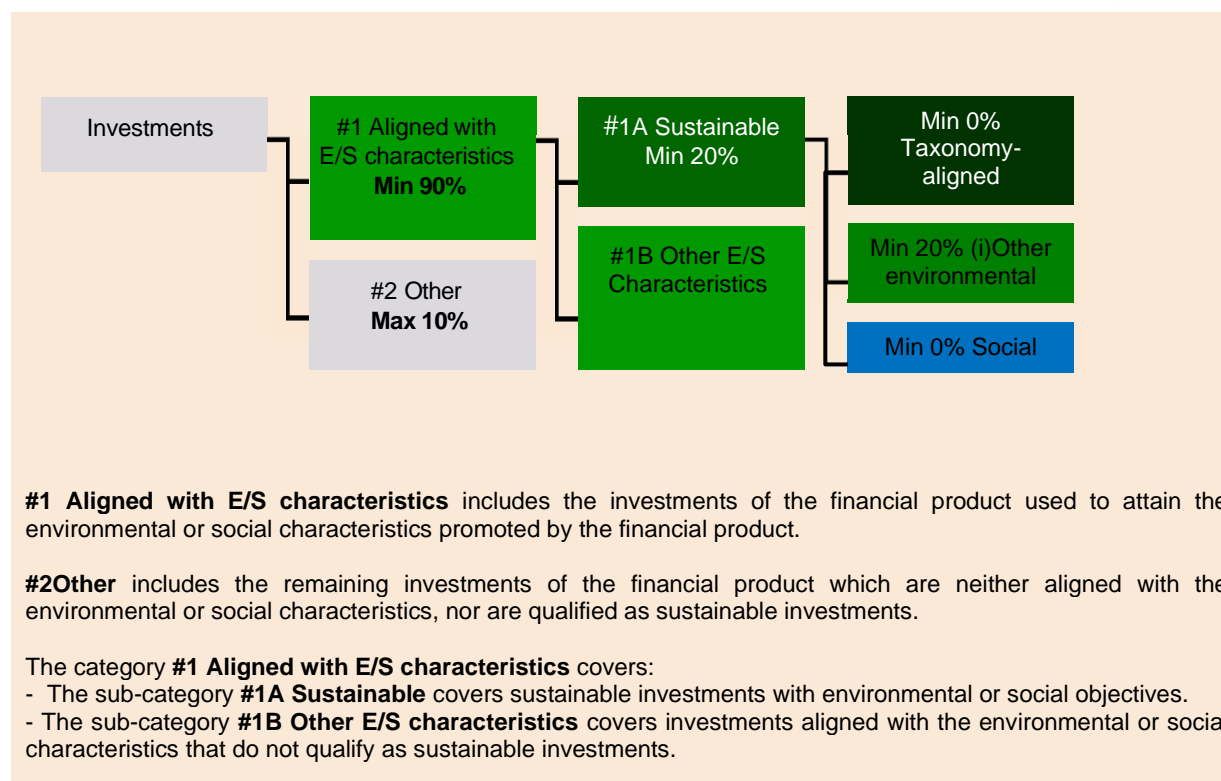 Investments
#1 Aligned with
E/S characteristics
Min 90%
#2 Other
Max 10%
#1A Sustainable
Min 20%
#1B Other E/S
Characteristics
Min 0%
Taxonomy-
aligned
Min 20% (i)Other
environmental
Min 0% Social
#1 Aligned with E/S characteristics includes the investments of the financial product used to attain the
environmental or social characteristics promoted by the financial product.
#2Other includes the remaining investments of the financial product which are neither aligned with the
environmental or social characteristics, nor are qualified as sustainable investments.
The category #1 Aligned with E/S characteristics covers:
- The sub-category #1A Sustainable covers sustainable investments with environmental or social objectives.
- The sub-category #1B Other E/S characteristics covers investments aligned with the environmental or social
characteristics that do not qualify as sustainable investments.